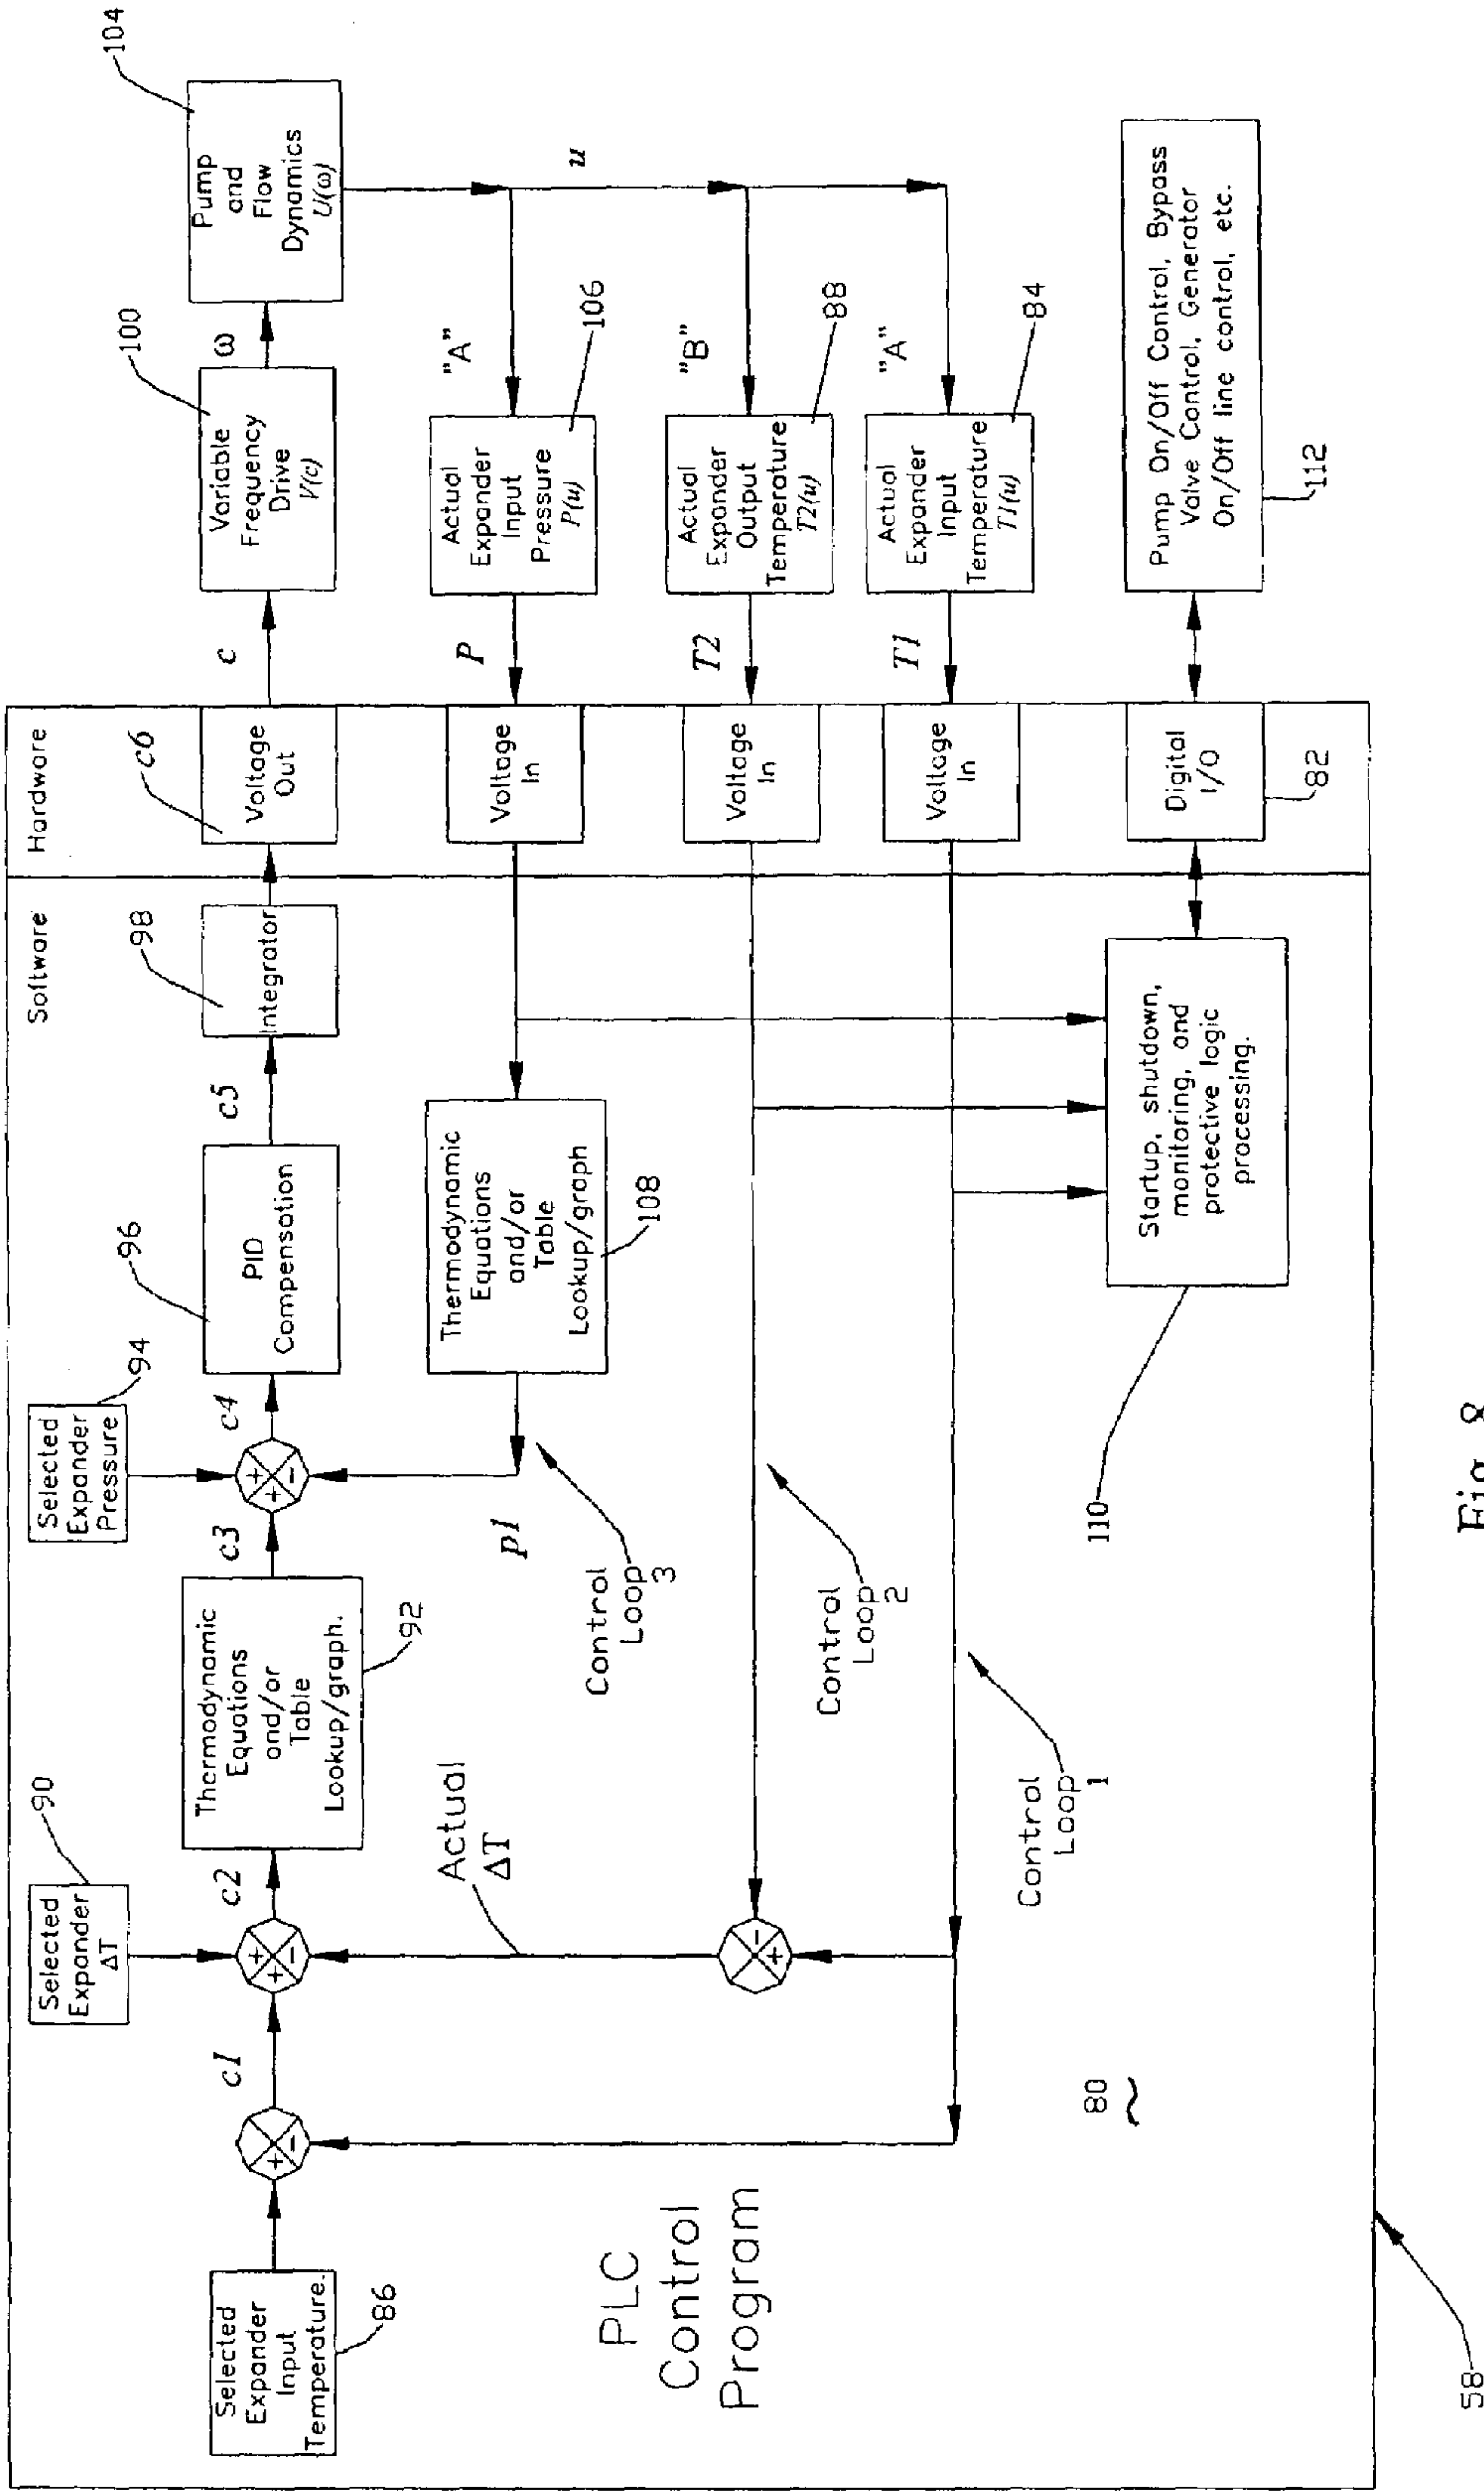 Software
Hardware
Selected
Expander
Input
Temperature.
86
c1
Selected
Expander
ΔT
90
c2
Thermodynamic
Equations
and/or
Table
Lookup/graph.
92
c3
Selected
Expander
Pressure
94
c4
PID
Compensation
96
c5
Integrator
98
Voltage
Out
c6
c
Variable
Frequency
Drive
V(c)
100
ω
Pump
and
Flow
Dynamics
U(ω)
104
u
"A"
Actual
Expander
Input
Pressure
P(u)
106
P
Voltage
In
Thermodynamic
Equations
and/or
Table
Lookup/graph
108
p1
Control
Loop
3
"B"
Actual
Expander
Output
Temperature
T2(u)
88
T2
Voltage
In
Control
Loop
2
Actual
ΔT
"A"
Actual
Expander
Input
Temperature
T1(u)
84
T1
Voltage
In
Control
Loop
1
Startup, shutdown,
monitoring, and
protective logic
processing.
110
Digital
I/O
82
Pump On/Off Control, Bypass
Valve Control, Generator
On/Off line control, etc.
112
PLC
Control
Program
80
58
+
-
+
+
-
+
+
-
-
+
Fig. 8